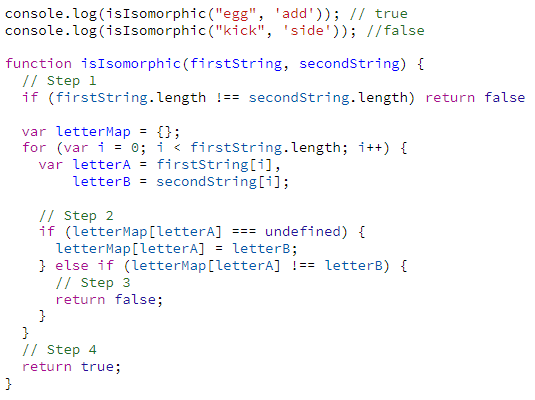 console.log(isIsomorphic("egg", 'add')); // true
console.log(isIsomorphic("kick", 'side')); //false

function isIsomorphic(firstString, secondString) {
  // Step 1
  if (firstString.length !== secondString.length) return false

  var letterMap = {};
  for (var i = 0; i < firstString.length; i++) {
    var letterA = firstString[i],
        letterB = secondString[i];

    // Step 2
    if (letterMap[letterA] === undefined) {
      letterMap[letterA] = letterB;
    } else if (letterMap[letterA] !== letterB) {
      // Step 3
      return false;
    }
  }
  // Step 4
  return true;
}